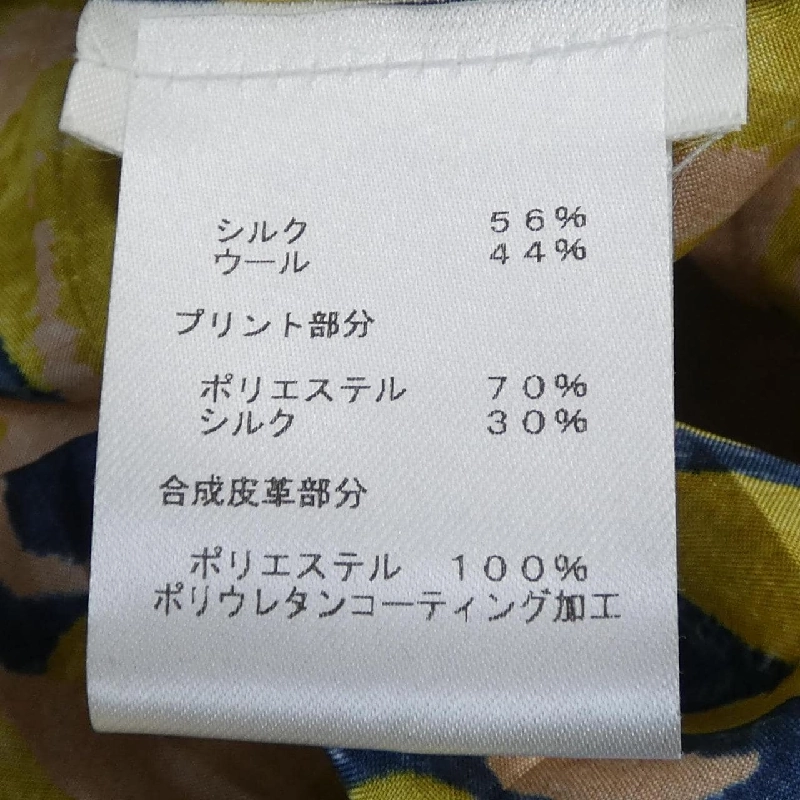 シルク 56%
ウール 44%
プリント部分
ポリエステル 70%
シルク 30%
合成皮革部分
ポリエステル 100%
ポリウレタンコーティング加工